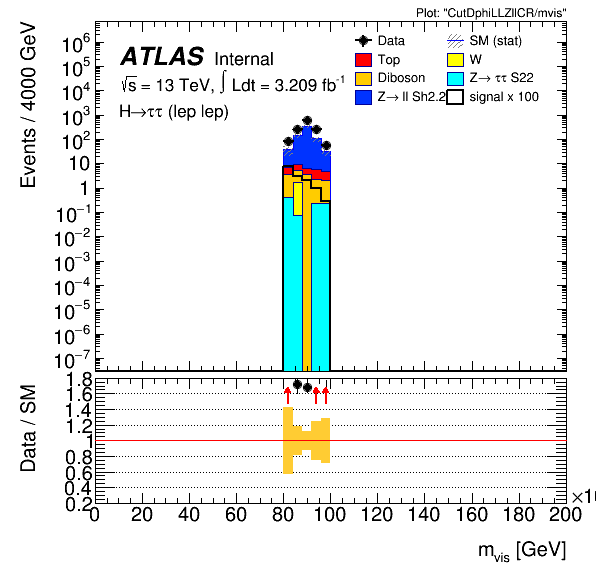 Plot: "CutDphiLLZllCR/mvis"
ATLAS Internal
√s = 13 TeV, ∫ Ldt = 3.209 fb⁻¹
H→ττ (lep lep)
Data
SM (stat)
Top
W
Diboson
Z→ ττ S22
Z→ ll Sh2.2
signal x 100
Events / 4000 GeV
10⁶
10⁵
10⁴
10³
10²
10
1
10⁻¹
10⁻²
10⁻³
10⁻⁴
10⁻⁵
10⁻⁶
10⁻⁷
Data / SM
1.8
1.6
1.4
1.2
1
0.8
0.6
0.4
0.2
0 20 40 60 80 100 120 140 160 180 200
m_vis [GeV]